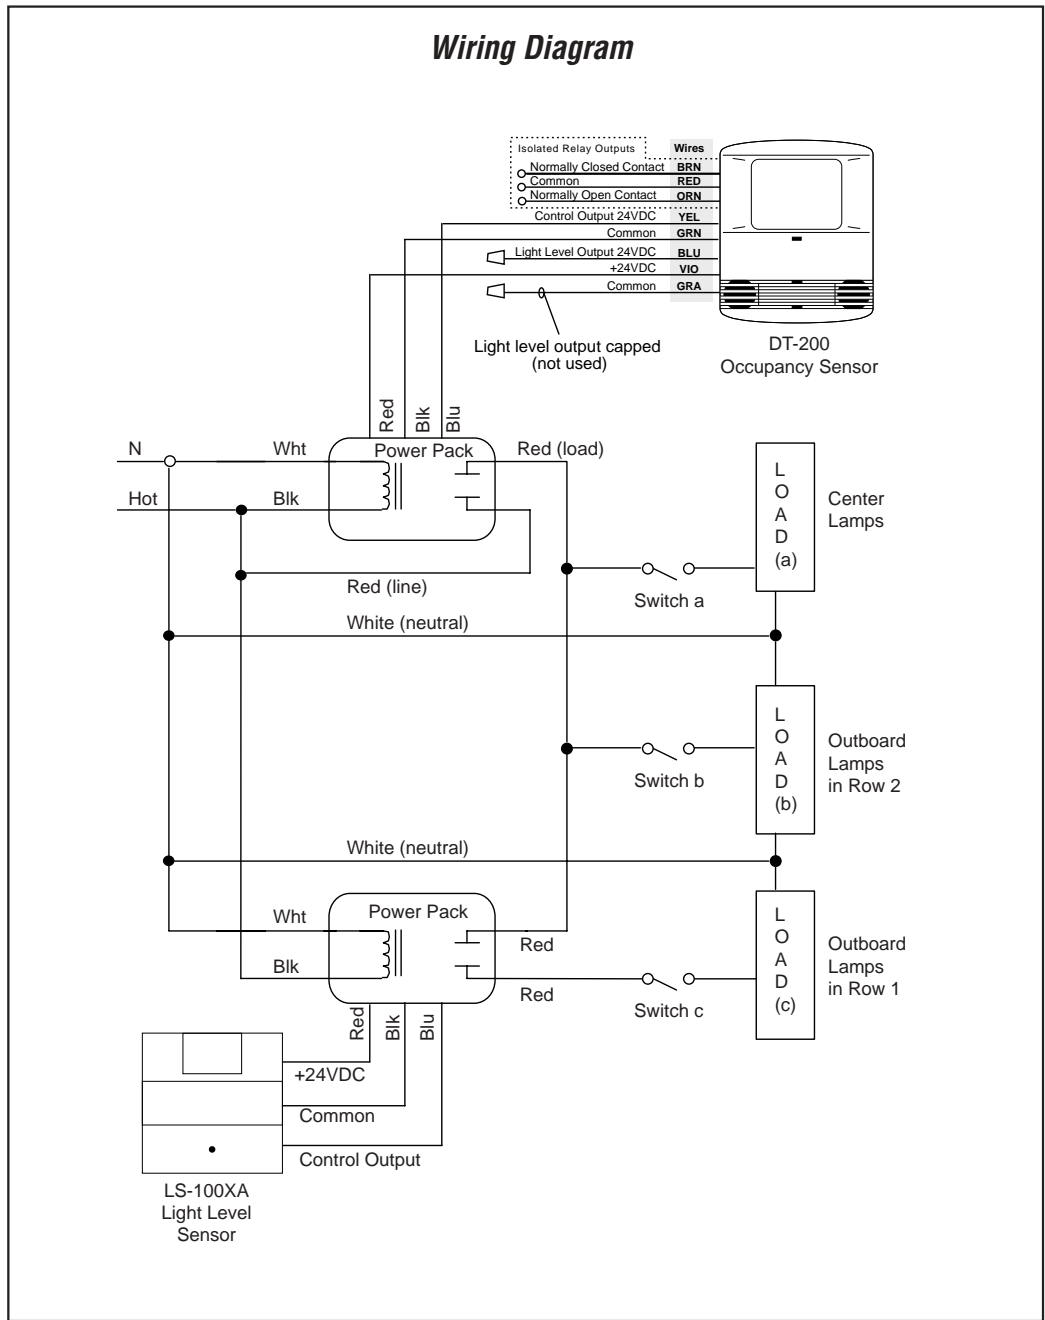 Wiring Diagram
Isolated Relay Outputs
Wires
Normally Closed Contact BRN
Common RED
Normally Open Contact ORN
Control Output 24VDC YEL
Common GRN
Light Level Output 24VDC BLU
+24VDC VIO
Common GRA
Light level output capped
(not used)
DT-200
Occupancy Sensor
Red
Blk
Blu
N
Wht
Power Pack
Red (load)
Hot
Blk
LOAD
(a)
Center
Lamps
Red (line)
Switch a
White (neutral)
LOAD
(b)
Outboard
Lamps
in Row 2
Switch b
White (neutral)
Wht
Power Pack
Red
Blk
Red
LOAD
(c)
Outboard
Lamps
in Row 1
Switch c
Red
Blk
Blu
+24VDC
Common
Control Output
LS-100XA
Light Level
Sensor